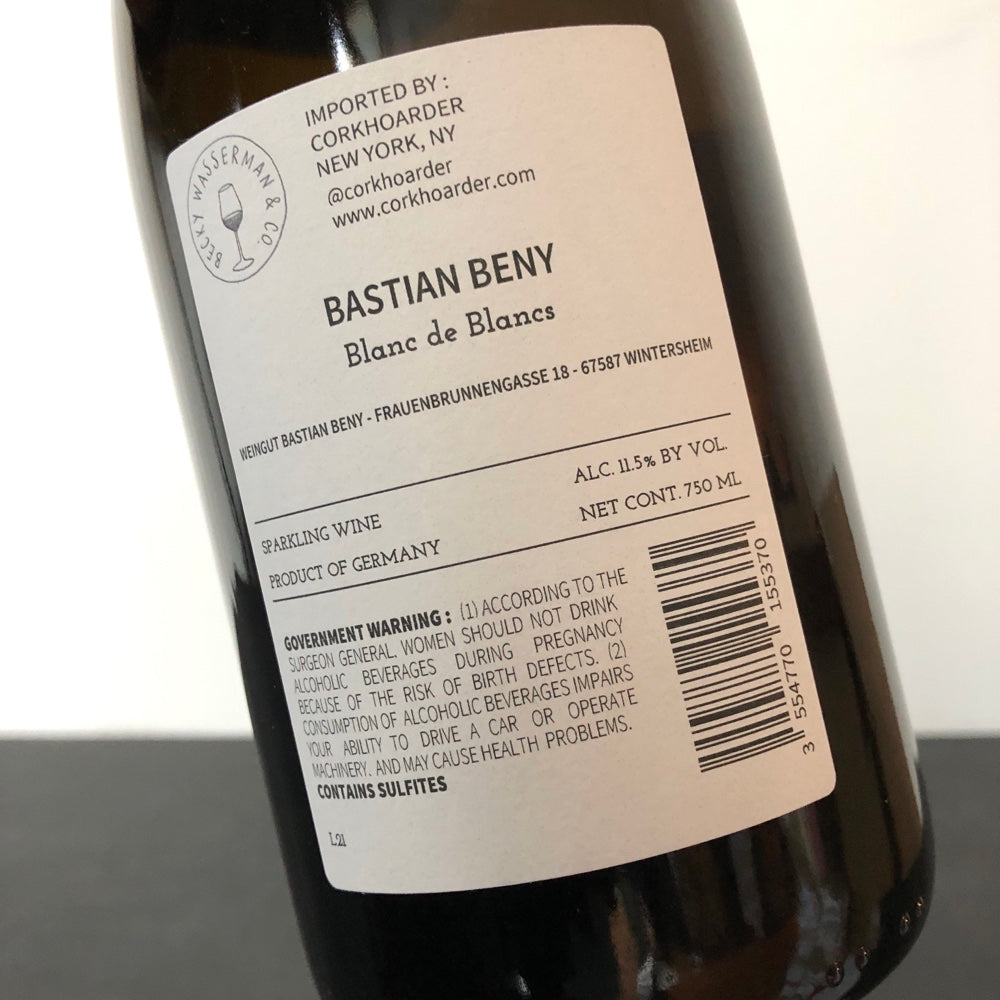 BECKY WASSERMAN & CO.
IMPORTED BY :
CORKHOARDER
NEW YORK, NY
@corkhoarder
www.corkhoarder.com
BASTIAN BENY
Blanc de Blancs
WEINGUT BASTIAN BENY - FRAUENBRUNNENGASSE 18 - 67587 WINTERSHEIM
SPARKLING WINE
ALC. 11.5% BY VOL.
PRODUCT OF GERMANY
NET CONT. 750 ML
GOVERNMENT WARNING : (1) ACCORDING TO THE
SURGEON GENERAL, WOMEN SHOULD NOT DRINK
ALCOHOLIC BEVERAGES DURING PREGNANCY
BECAUSE OF THE RISK OF BIRTH DEFECTS. (2)
CONSUMPTION OF ALCOHOLIC BEVERAGES IMPAIRS
YOUR ABILITY TO DRIVE A CAR OR OPERATE
MACHINERY, AND MAY CAUSE HEALTH PROBLEMS.
CONTAINS SULFITES
L21
3 554770 155370